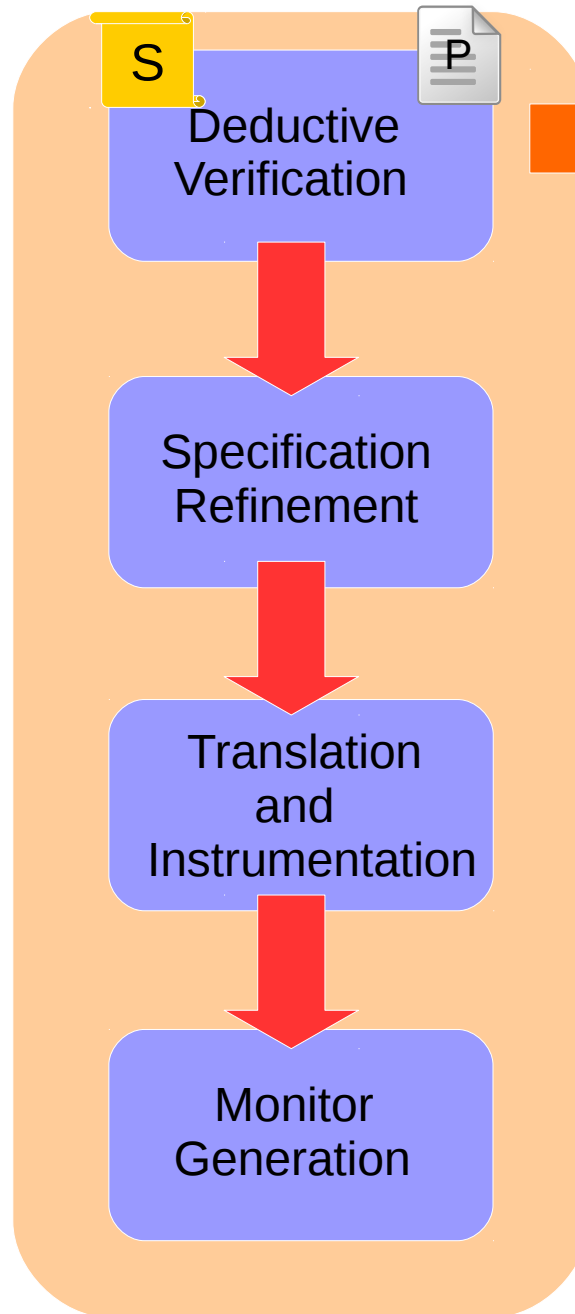 S
P
Deductive
Verification
Specification
Refinement
Translation
and
Instrumentation
Monitor
Generation